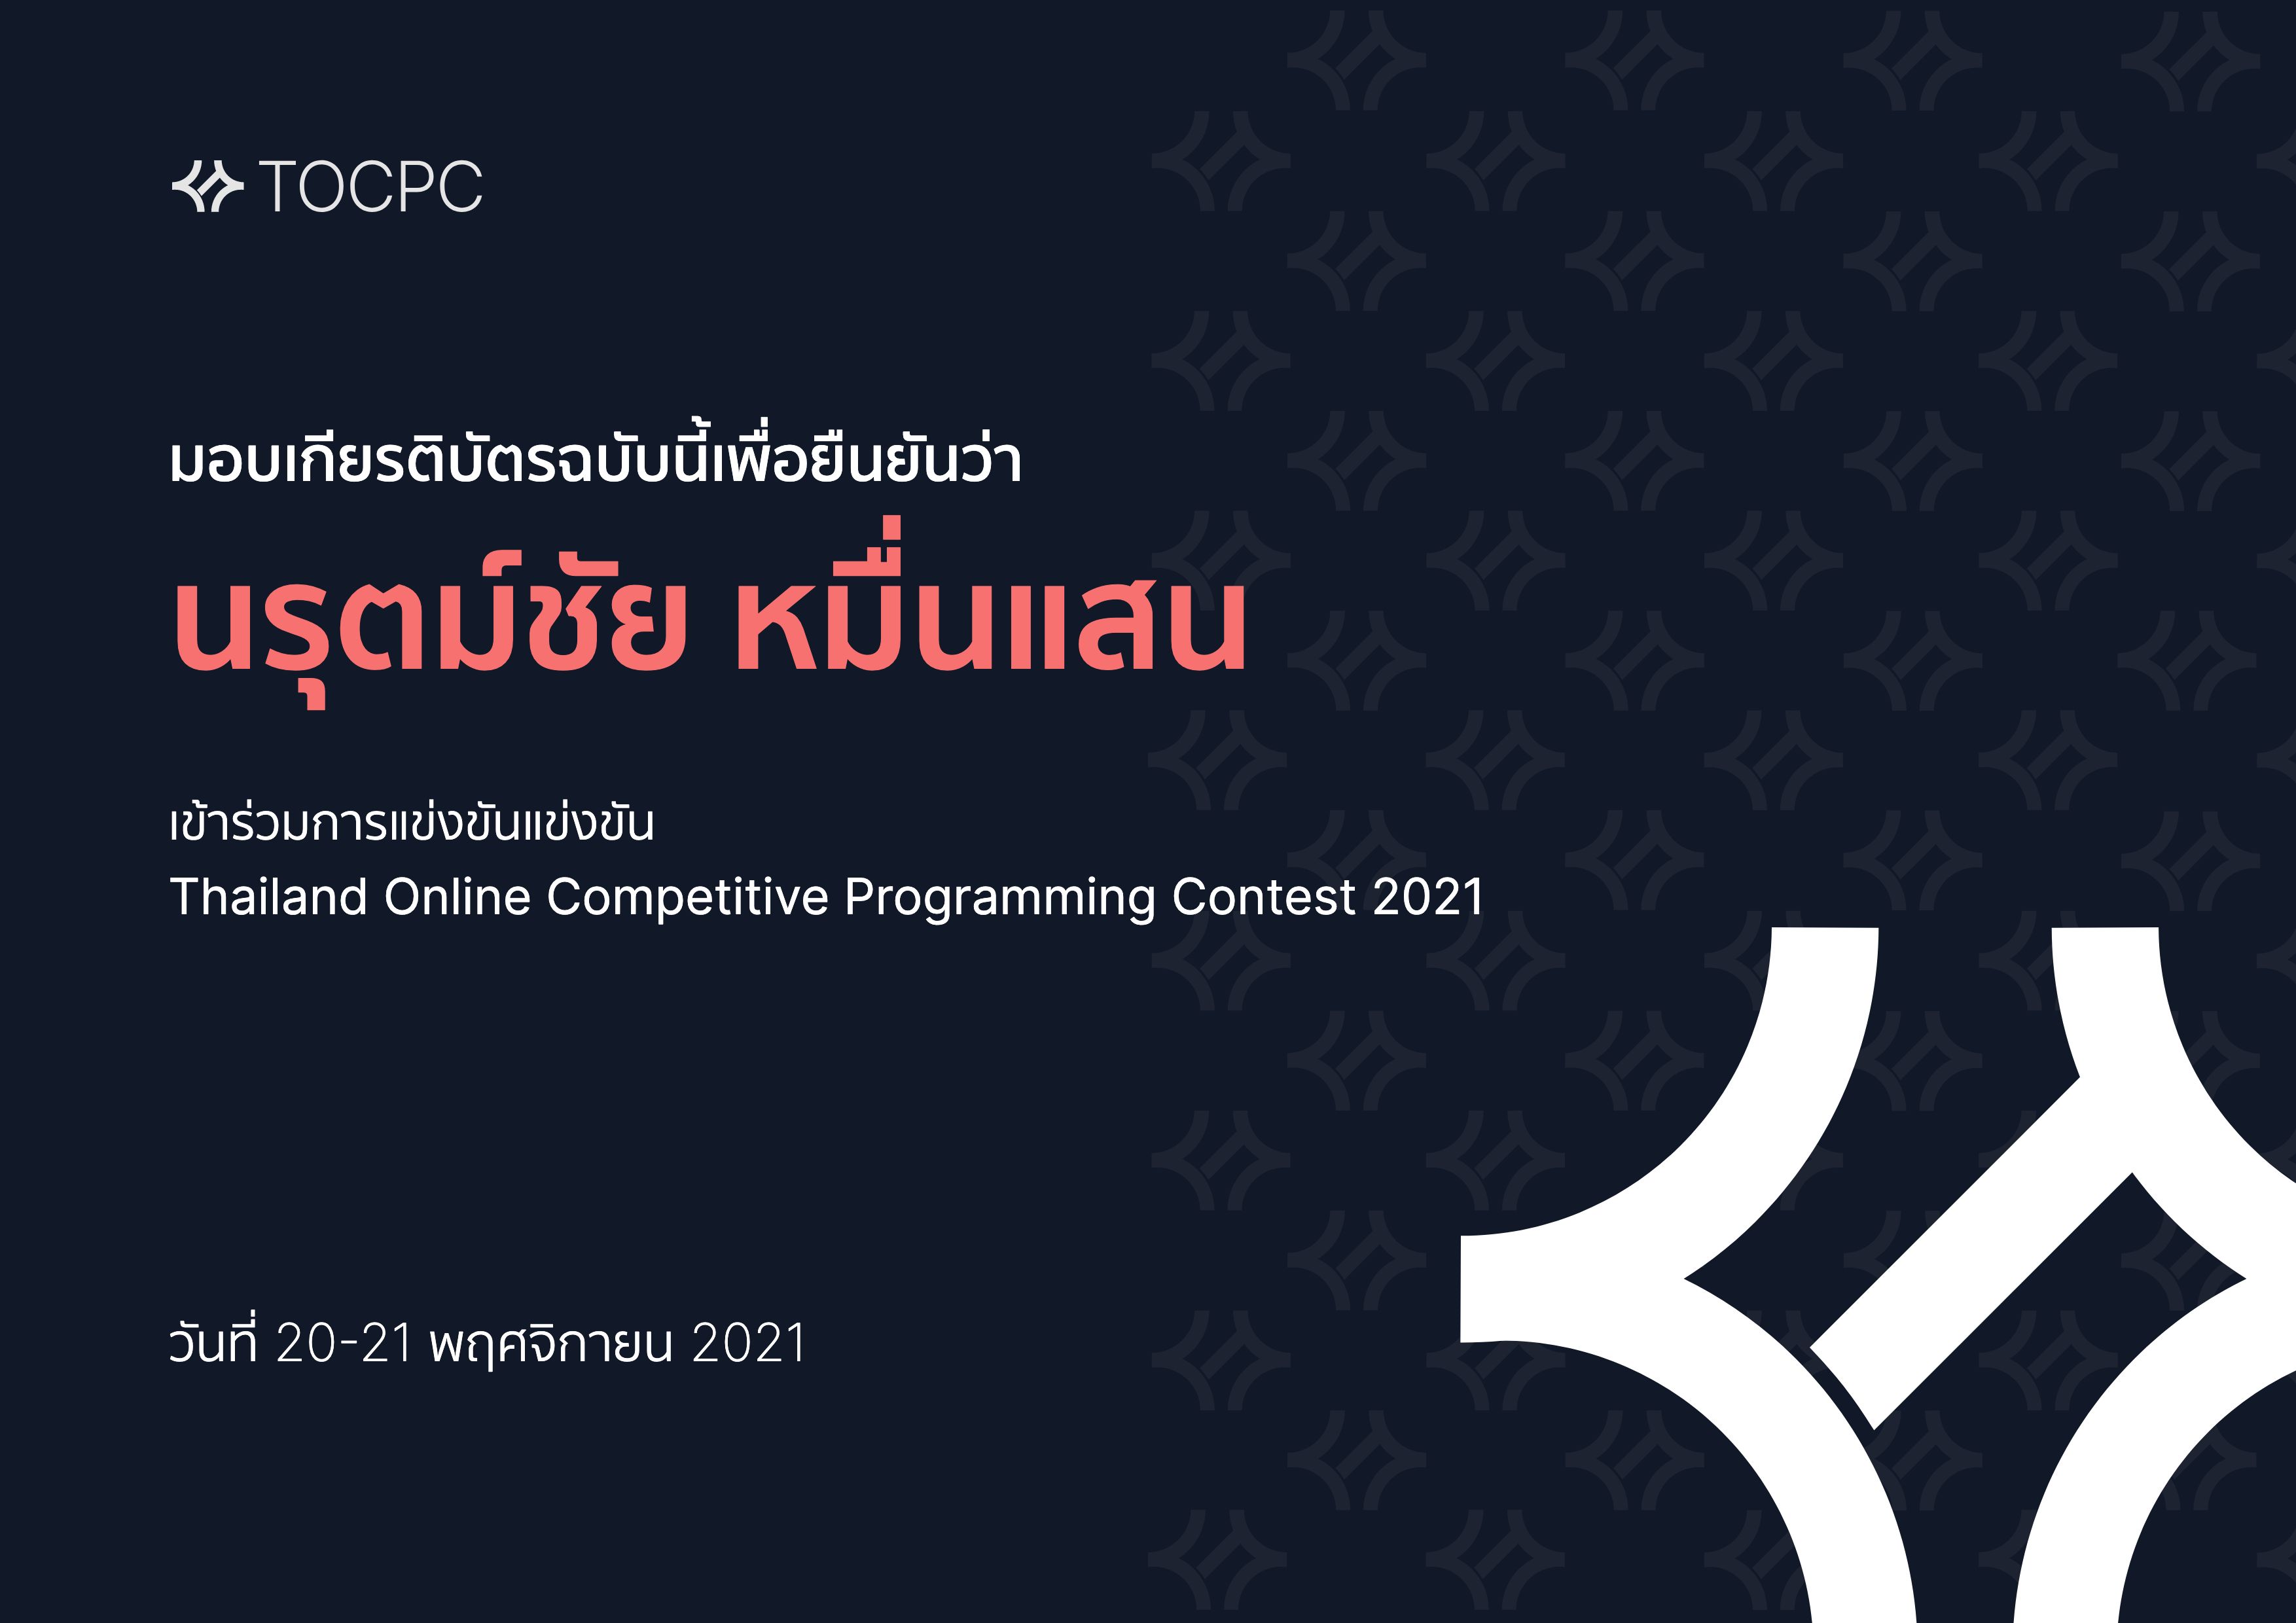 TOCPC
มอบเกียรติบัตรฉบับนี้เพื่อยืนยันว่า
นรุตม์ชัย หมื่นแสน
เข้าร่วมการแข่งขันแข่งขัน
Thailand Online Competitive Programming Contest 2021
วันที่ 20-21 พฤศจิกายน 2021